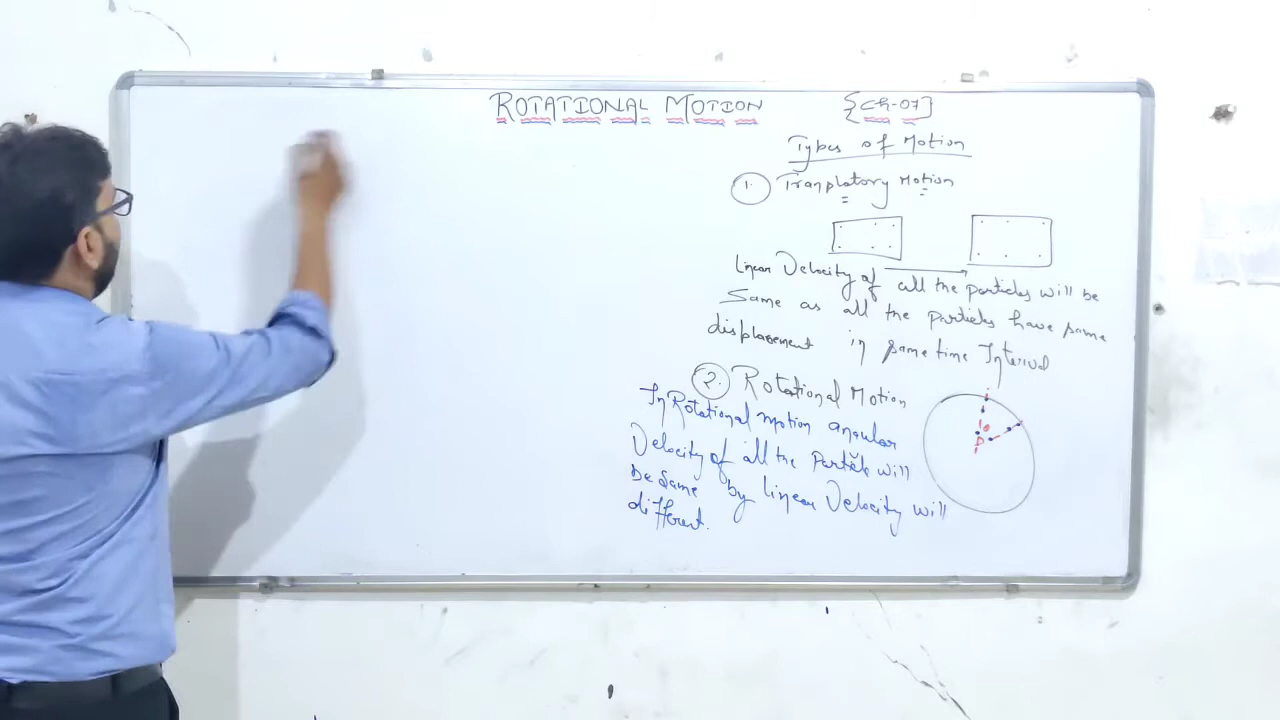 ROTATIONAL MOTION {Ch-07}
Types of Motion
1. Tranplatory Motion
Linear Velocity of all the particles will be
Same as all the particles have same
displacement in same time Interval
2. Rotational Motion
In Rotational motion angular
Velocity of all the Particle will
be same by linear Velocity will
different.
θ